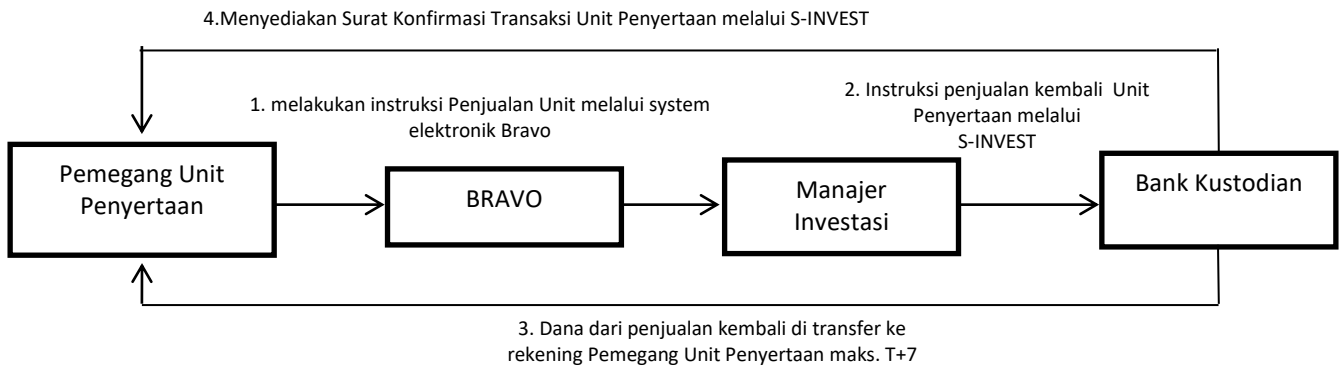 4.Menyediakan Surat Konfirmasi Transaksi Unit Penyertaan melalui S-INVEST
1. melakukan instruksi Penjualan Unit melalui system
elektronik Bravo
2. Instruksi penjualan kembali Unit
Penyertaan melalui
S-INVEST
Pemegang Unit
Penyertaan
BRAVO
Manajer
Investasi
Bank Kustodian
3. Dana dari penjualan kembali di transfer ke
rekening Pemegang Unit Penyertaan maks. T+7